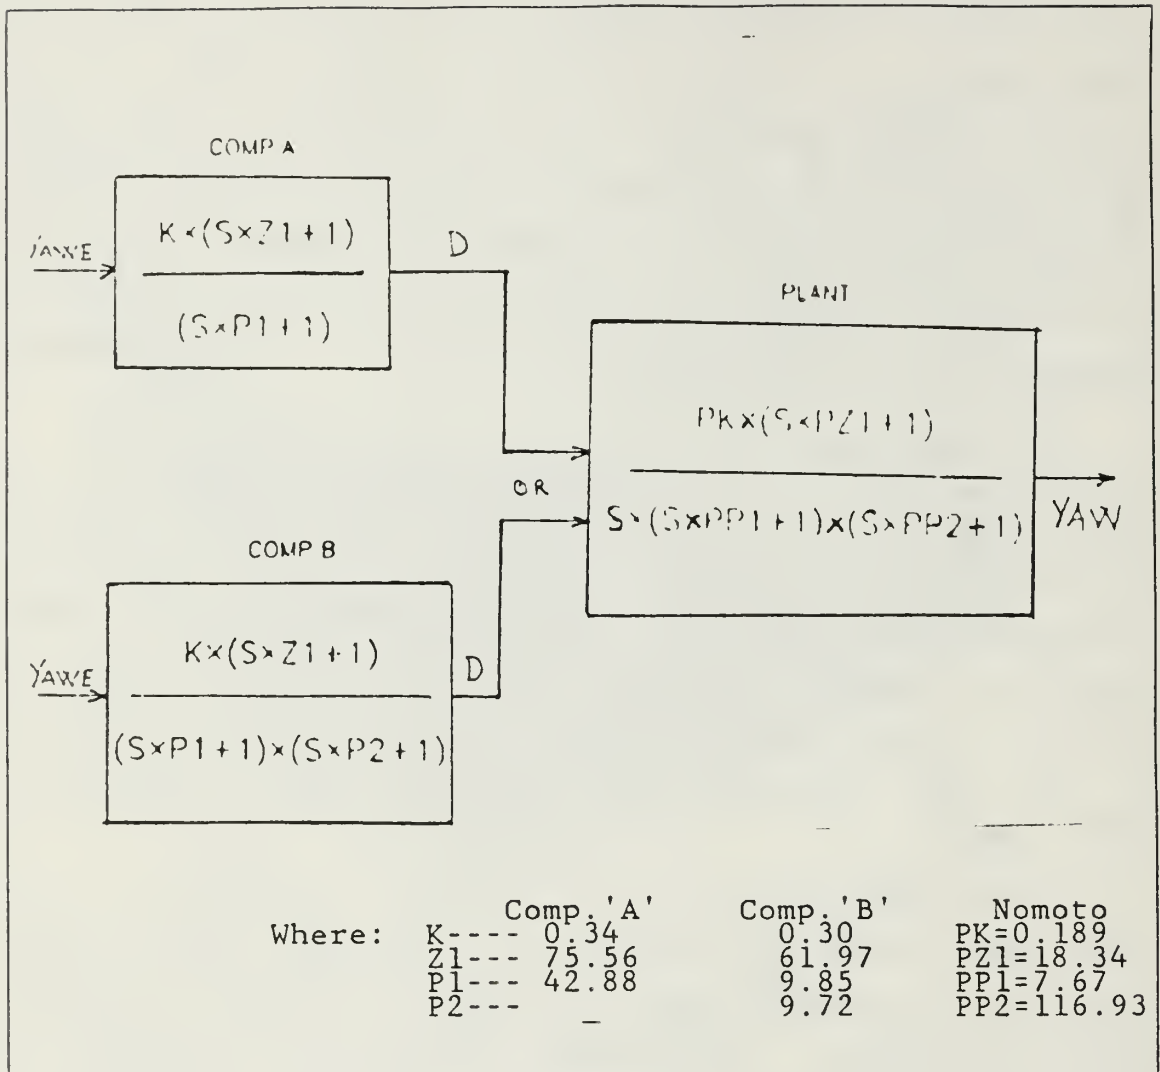 COMP A
YAWE
K×(S×Z1+1)
(S×P1+1)
D
PLANT
PK×(S×PZ1+1)
S×(S×PP1+1)×(S×PP2+1)
YAW
OR
COMP B
YAWE
K×(S×Z1+1)
(S×P1+1)×(S×P2+1)
D
Comp.'A' Comp.'B' Nomoto
Where: K---- 0.34 0.30 PK=0.189
Z1--- 75.56 61.97 PZ1=18.34
P1--- 42.88 9.85 PP1=7.67
P2--- 9.72 PP2=116.93